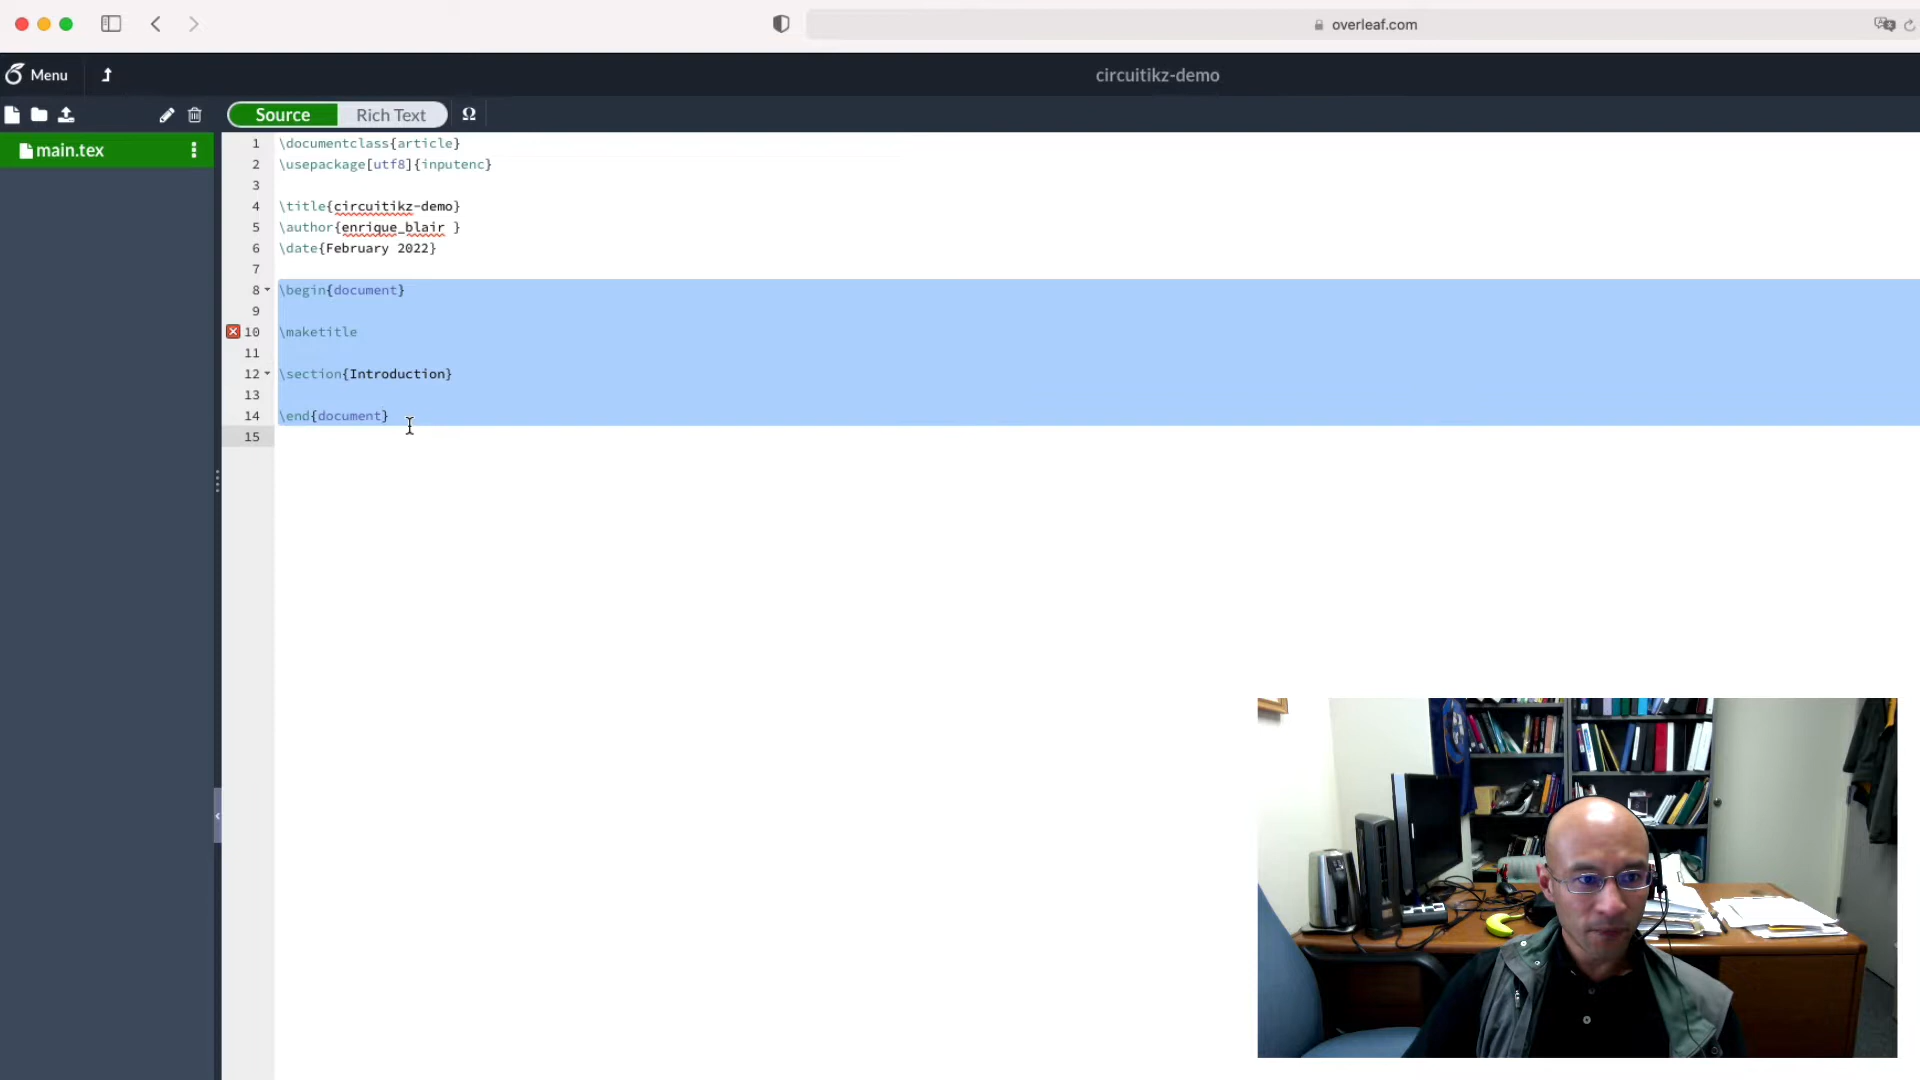 overleaf.com
Menu
circuitikz-demo
Source Rich Text Ω
main.tex
1 \documentclass{article}
2 \usepackage[utf8]{inputenc}
3
4 \title{circuitikz-demo}
5 \author{enrique_blair }
6 \date{February 2022}
7
8 \begin{document}
9
10 \maketitle
11
12 \section{Introduction}
13
14 \end{document}
15